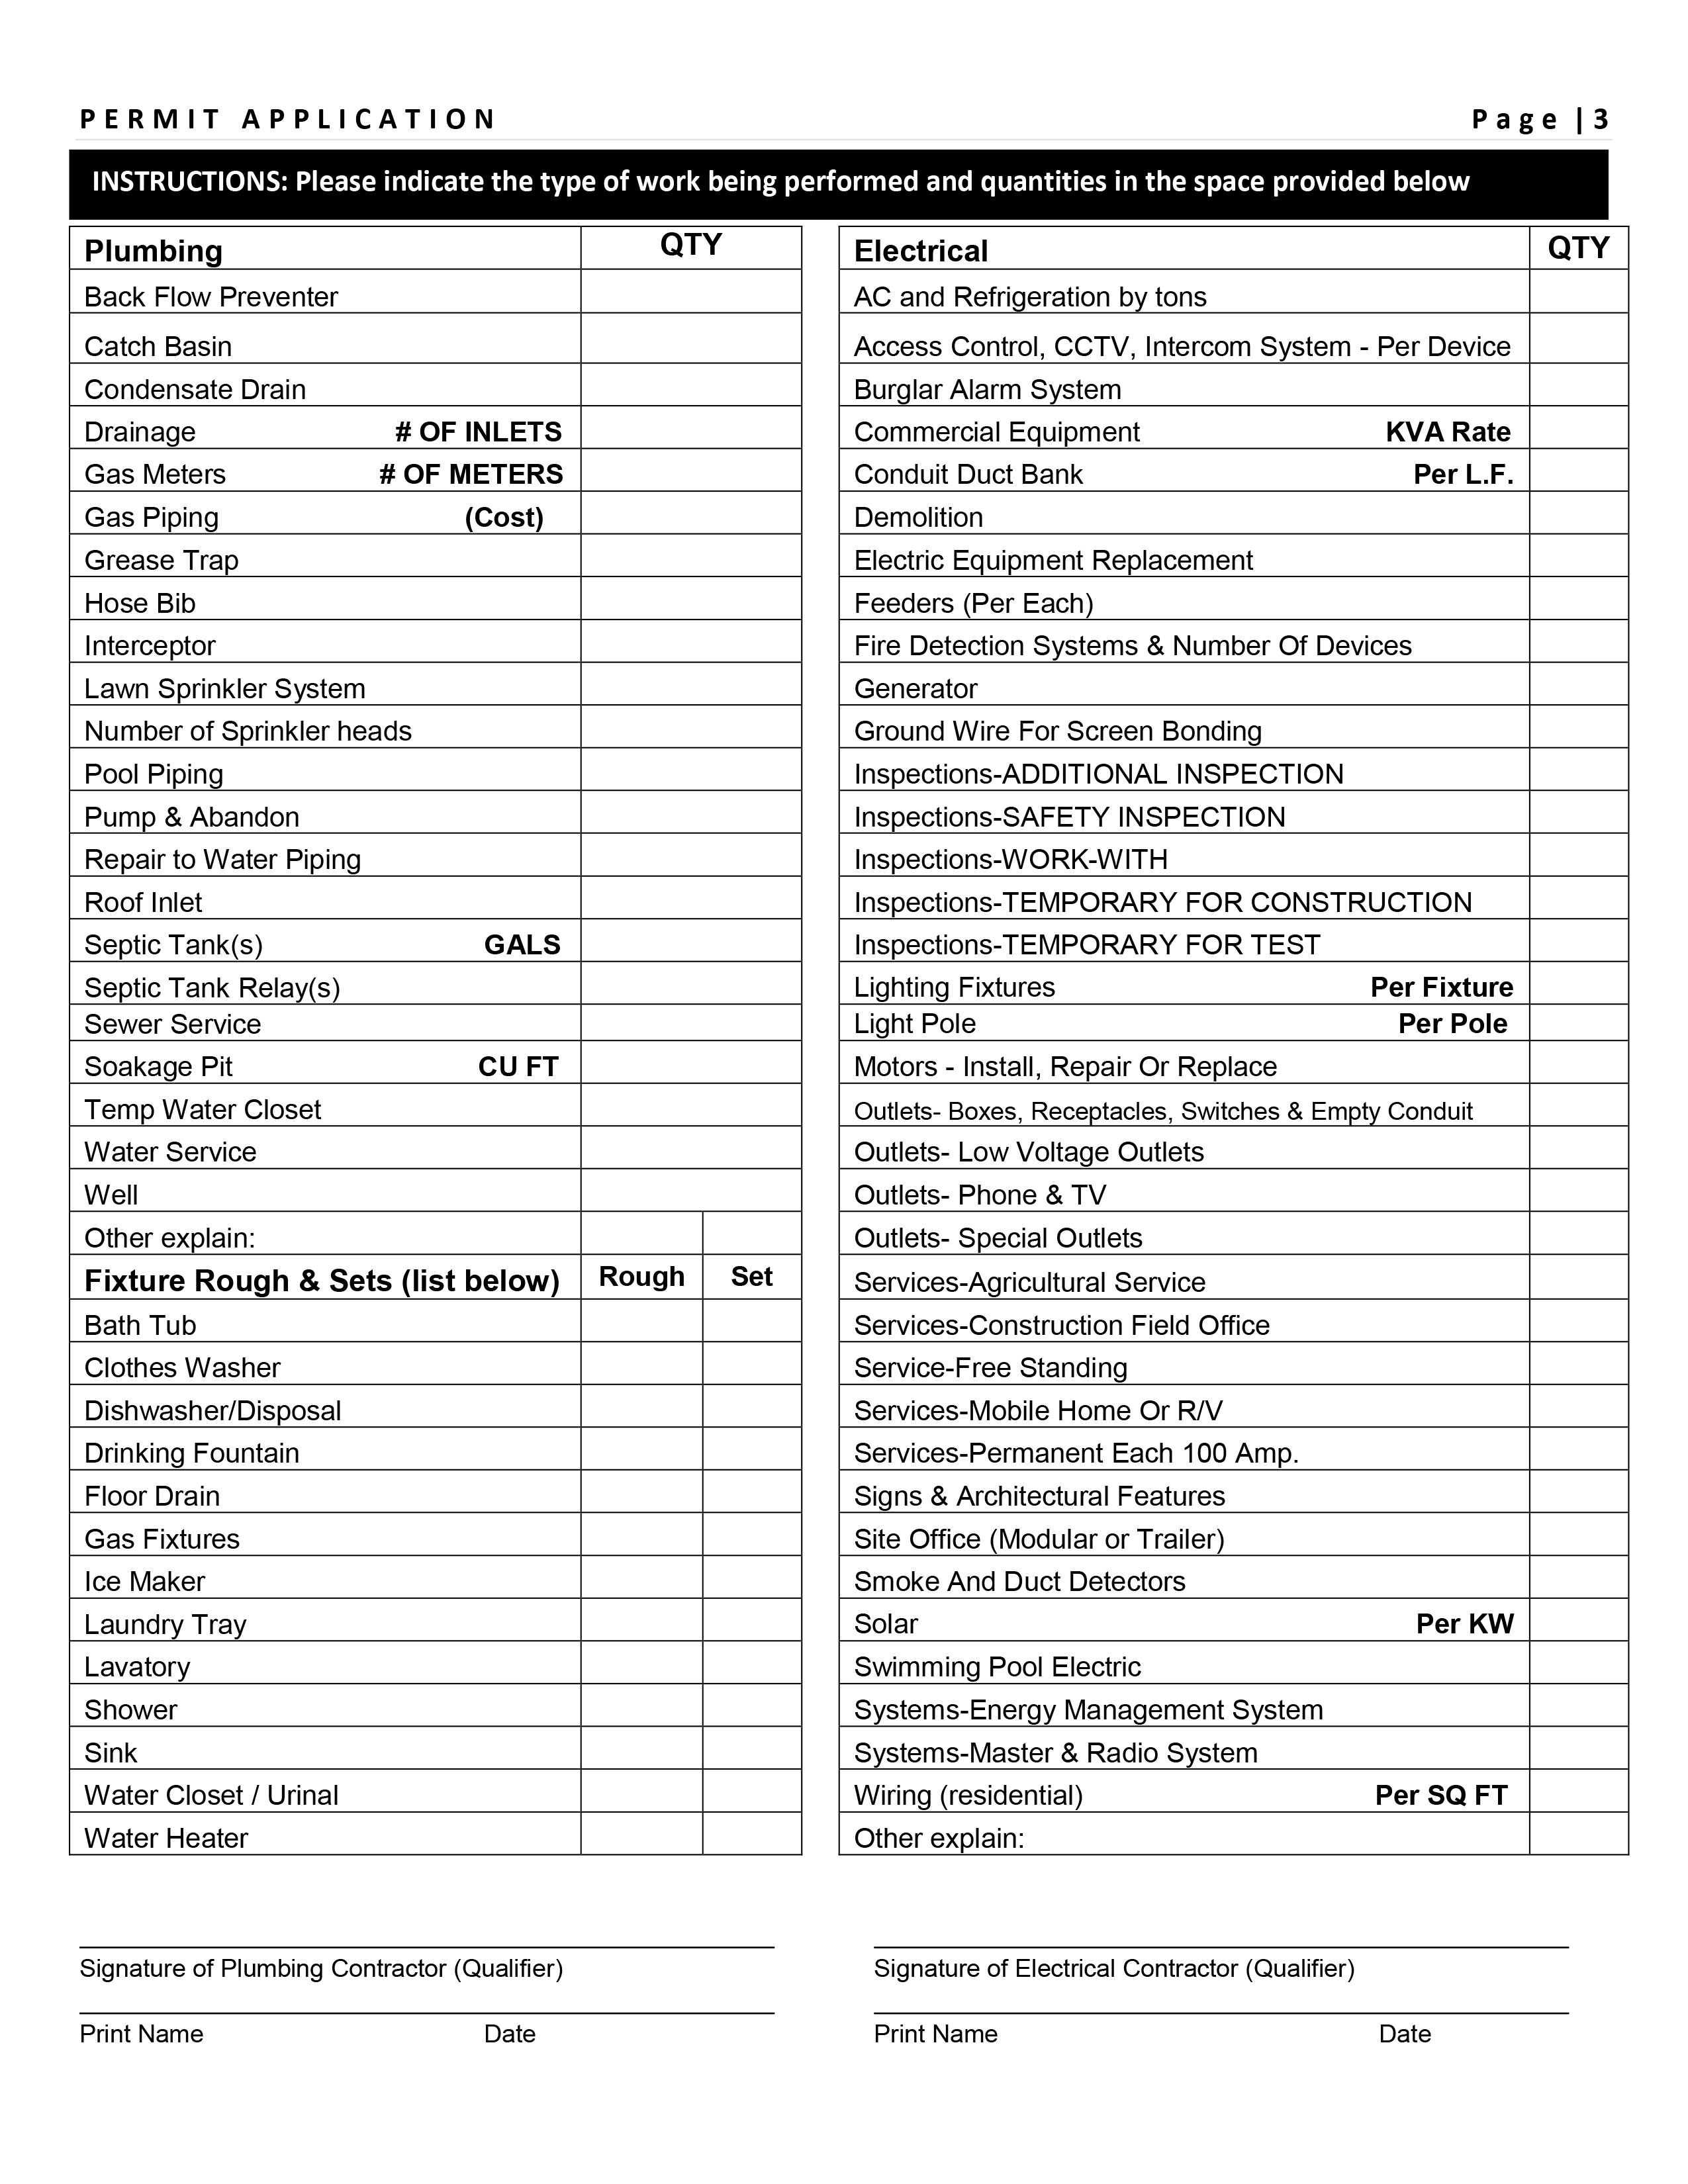 PERMIT APPLICATION Page | 3
INSTRUCTIONS: Please indicate the type of work being performed and quantities in the space provided below
Plumbing QTY
Back Flow Preventer
Catch Basin
Condensate Drain
Drainage # OF INLETS
Gas Meters # OF METERS
Gas Piping (Cost)
Grease Trap
Hose Bib
Interceptor
Lawn Sprinkler System
Number of Sprinkler heads
Pool Piping
Pump & Abandon
Repair to Water Piping
Roof Inlet
Septic Tank(s) GALS
Septic Tank Relay(s)
Sewer Service
Soakage Pit CU FT
Temp Water Closet
Water Service
Well
Other explain:
Fixture Rough & Sets (list below) Rough Set
Bath Tub
Clothes Washer
Dishwasher/Disposal
Drinking Fountain
Floor Drain
Gas Fixtures
Ice Maker
Laundry Tray
Lavatory
Shower
Sink
Water Closet / Urinal
Water Heater
Electrical QTY
AC and Refrigeration by tons
Access Control, CCTV, Intercom System - Per Device
Burglar Alarm System
Commercial Equipment KVA Rate
Conduit Duct Bank Per L.F.
Demolition
Electric Equipment Replacement
Feeders (Per Each)
Fire Detection Systems & Number Of Devices
Generator
Ground Wire For Screen Bonding
Inspections-ADDITIONAL INSPECTION
Inspections-SAFETY INSPECTION
Inspections-WORK-WITH
Inspections-TEMPORARY FOR CONSTRUCTION
Inspections-TEMPORARY FOR TEST
Lighting Fixtures Per Fixture
Light Pole Per Pole
Motors - Install, Repair Or Replace
Outlets- Boxes, Receptacles, Switches & Empty Conduit
Outlets- Low Voltage Outlets
Outlets- Phone & TV
Outlets- Special Outlets
Services-Agricultural Service
Services-Construction Field Office
Service-Free Standing
Services-Mobile Home Or R/V
Services-Permanent Each 100 Amp.
Signs & Architectural Features
Site Office (Modular or Trailer)
Smoke And Duct Detectors
Solar Per KW
Swimming Pool Electric
Systems-Energy Management System
Systems-Master & Radio System
Wiring (residential) Per SQ FT
Other explain:
Signature of Plumbing Contractor (Qualifier)
Print Name Date
Signature of Electrical Contractor (Qualifier)
Print Name Date